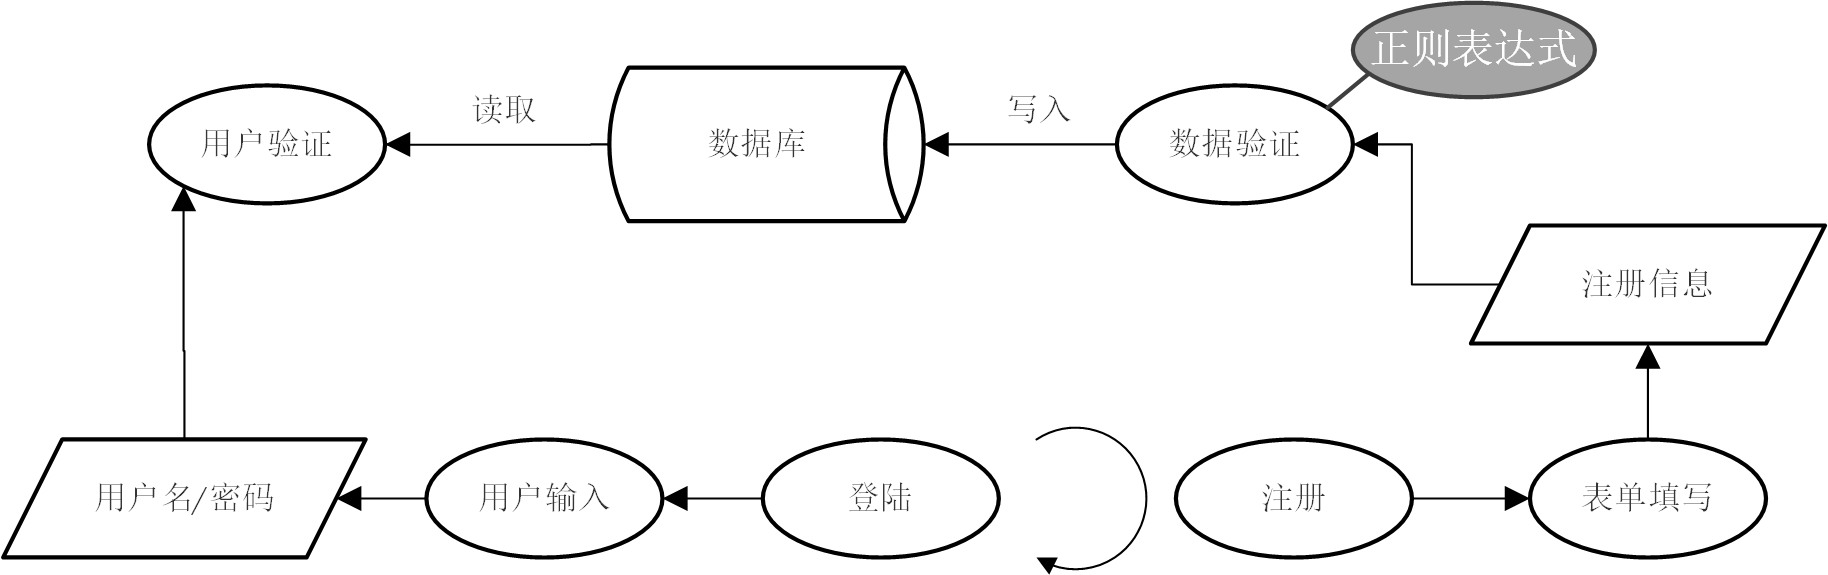 正则表达式
读取
写入
用户验证
数据库
数据验证
注册信息
用户名/密码
用户输入
登陆
注册
表单填写